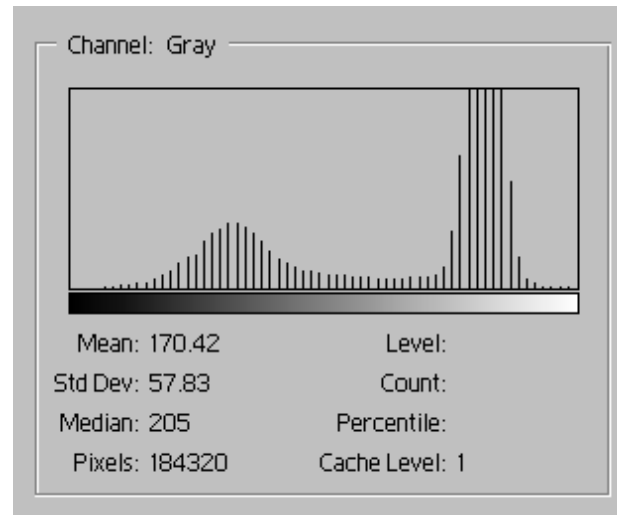 Channel: Gray
Mean: 170.42 Level:
Std Dev: 57.83 Count:
Median: 205 Percentile:
Pixels: 184320 Cache Level: 1